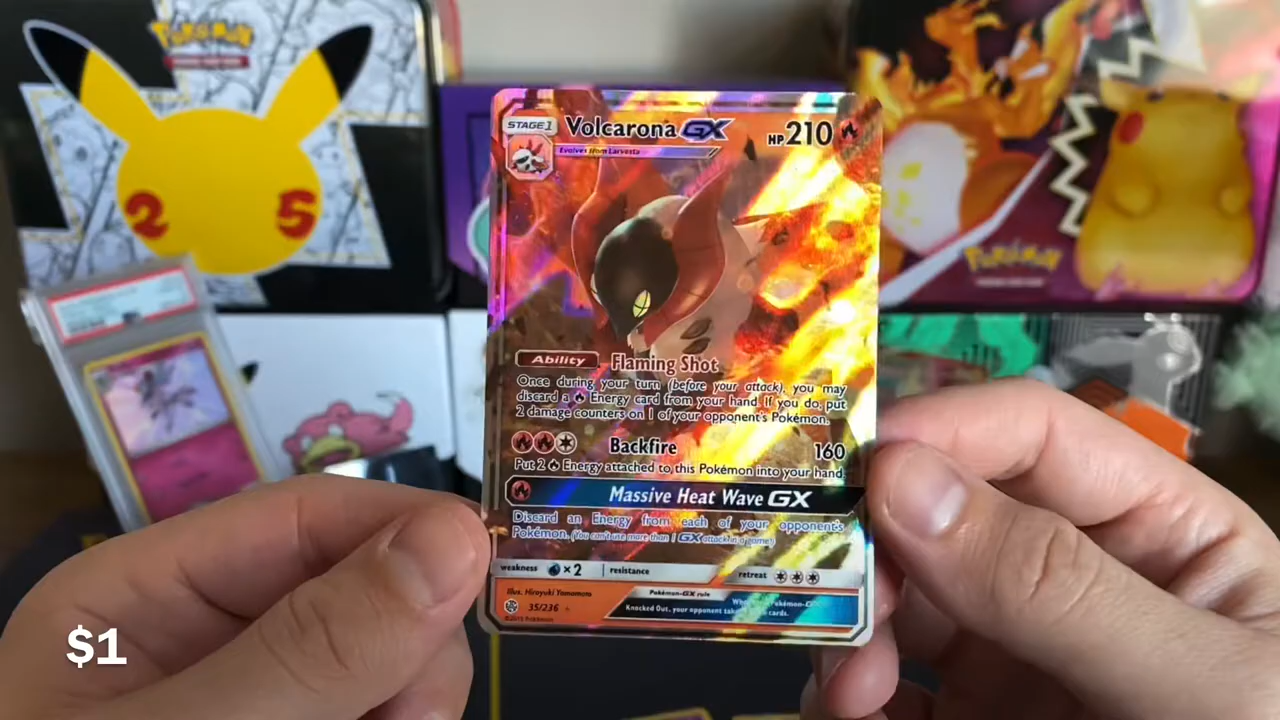 Pokémon
25
STAGE 1
Volcarona GX
HP 210
Evolves from Larvesta
Pokémon
Ability Flaming Shot
Once during your turn (before your attack), you may
discard a Energy card from your hand. If you do, put
2 damage counters on 1 of your opponent's Pokémon.
Backfire 160
Put 2 Energy attached to this Pokémon into your hand.
Massive Heat Wave GX
Discard an Energy from each of your opponent's
Pokémon. (You can't use more than 1 GX attack in a game.)
weakness ×2 resistance retreat
Illus. Hiroyuki Yamamoto
Pokémon-GX rule
35/236
Knocked Out, your opponent takes cards.
©2019 Pokémon
$1